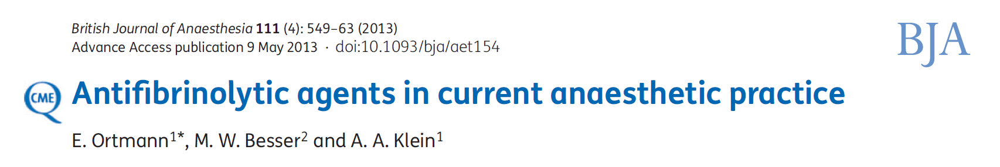 British Journal of Anaesthesia 111 (4): 549–63 (2013)
Advance Access publication 9 May 2013 · doi:10.1093/bja/aet154
BJA
CME
Antifibrinolytic agents in current anaesthetic practice
E. Ortmann1*, M. W. Besser2 and A. A. Klein1